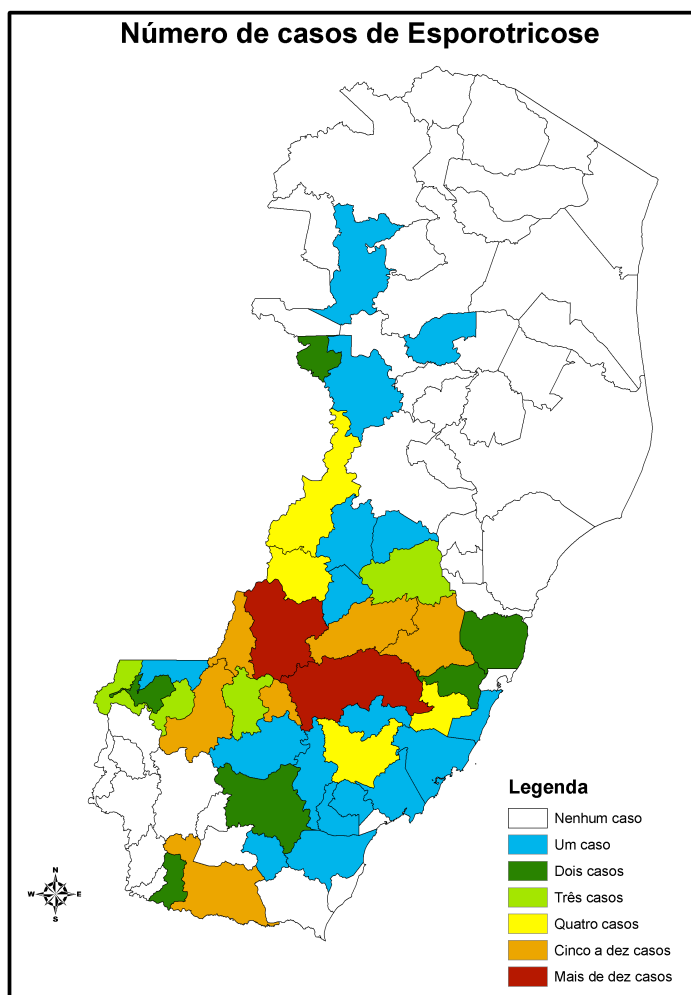 Número de casos de Esporotricose
Legenda
Nenhum caso
Um caso
Dois casos
Três casos
Quatro casos
Cinco a dez casos
Mais de dez casos
N
W E
S